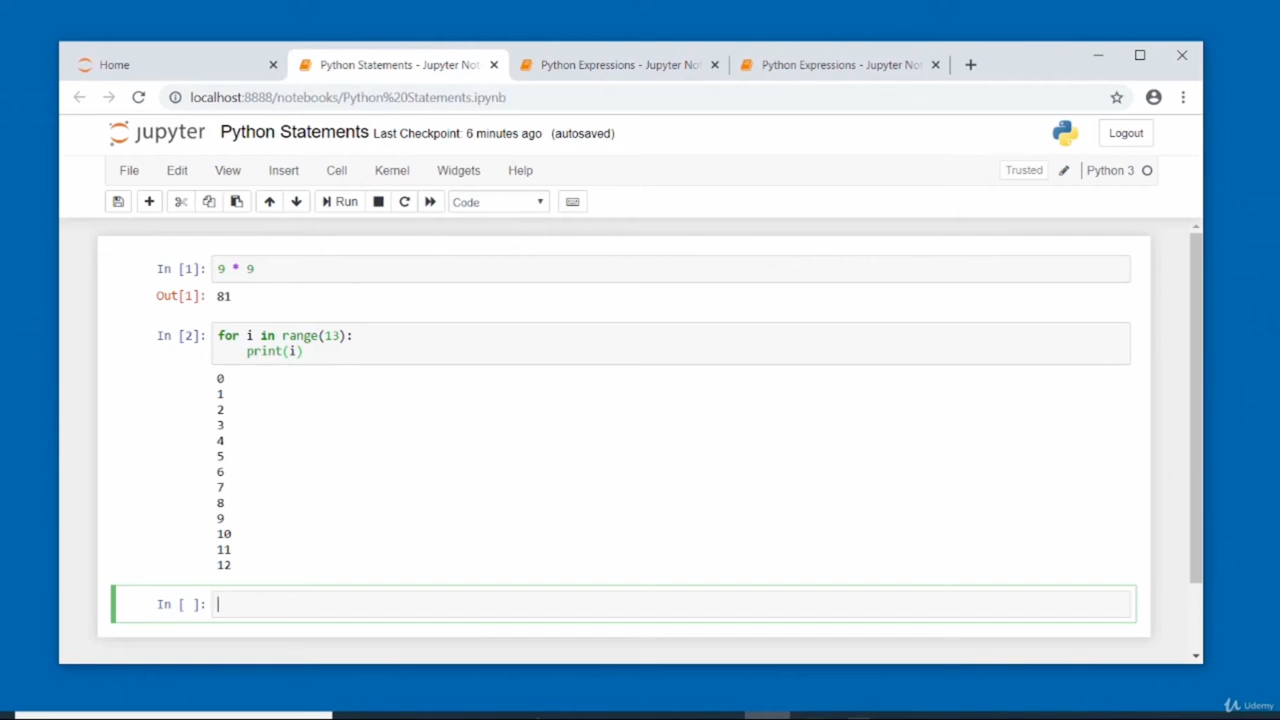 Home
Python Statements - Jupyter Not
Python Expressions - Jupyter Not
Python Expressions - Jupyter Not
localhost:8888/notebooks/Python%20Statements.ipynb
jupyter Python Statements Last Checkpoint: 6 minutes ago (autosaved)
Logout
File Edit View Insert Cell Kernel Widgets Help
Trusted
Python 3
Run
Code
In [1]: 9 * 9
Out[1]: 81
In [2]: for i in range(13):
print(i)
0
1
2
3
4
5
6
7
8
9
10
11
12
In [ ]:
Udemy